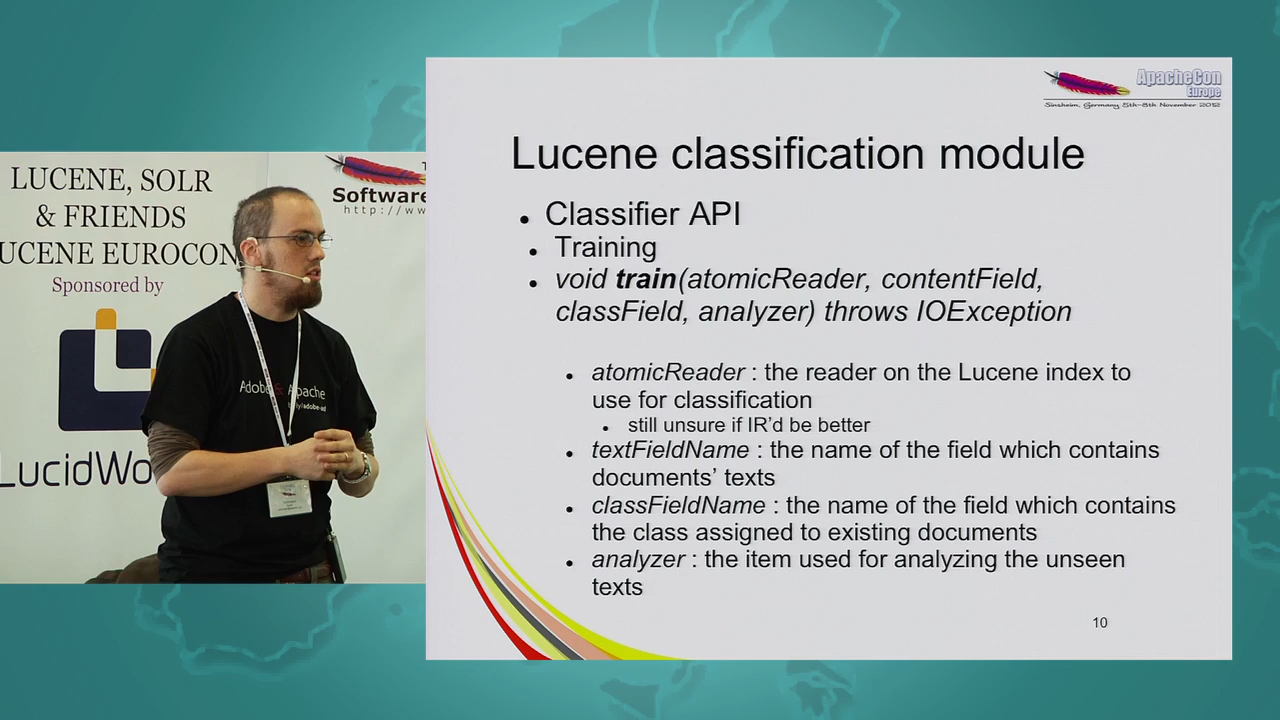 LUCENE, SOLR
& FRIENDS
UCENE EUROCON
Sponsored by
LucidWo
Software
http://ww
Adobe & Apache
ApacheCon
Europe
Sinsheim, Germany 5th-8th November 2012
Lucene classification module
• Classifier API
• Training
• void train(atomicReader, contentField,
classField, analyzer) throws IOException
• atomicReader : the reader on the Lucene index to
use for classification
• still unsure if IR'd be better
• textFieldName : the name of the field which contains
documents' texts
• classFieldName : the name of the field which contains
the class assigned to existing documents
• analyzer : the item used for analyzing the unseen
texts
10